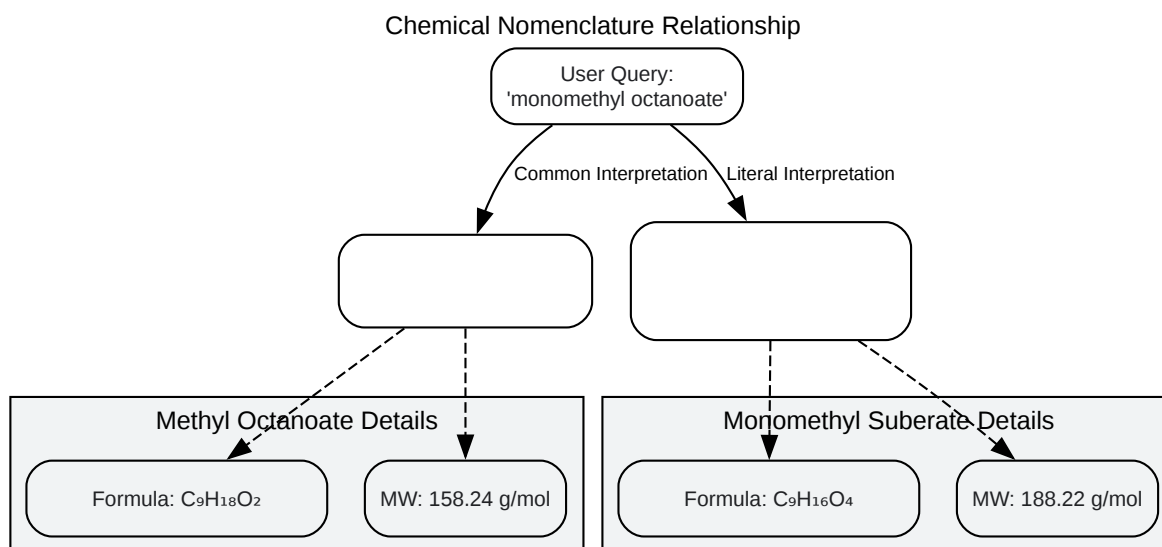 Chemical Nomenclature Relationship
User Query:
'monomethyl octanoate'
Common Interpretation
Literal Interpretation
Methyl Octanoate Details
Monomethyl Suberate Details
Formula: C₉H₁₈O₂
MW: 158.24 g/mol
Formula: C₉H₁₆O₄
MW: 188.22 g/mol